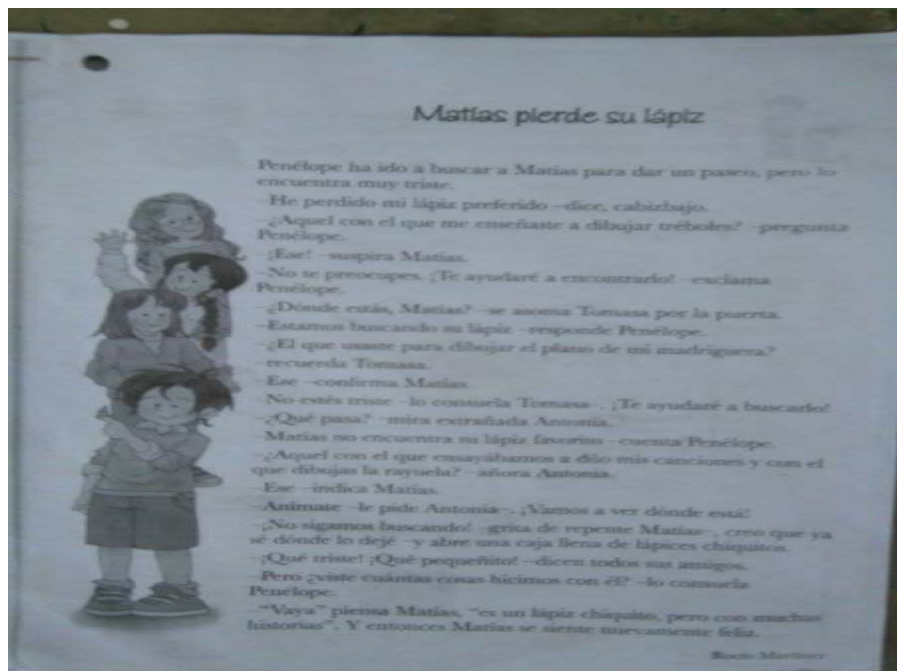 Matías pierde su lápiz
Penélope ha ido a buscar a Matías para dar un paseo, pero lo
encuentra muy triste.
–He perdido mi lápiz preferido –dice, cabizbajo.
–¿Aquel con el que me enseñaste a dibujar tréboles? –pregunta
Penélope.
–¡Ese! –suspira Matías.
–No te preocupes. ¡Te ayudaré a encontrarlo! –exclama
Penélope.
–¿Dónde estás, Matías? –se asoma Tomasa por la puerta.
–Estamos buscando su lápiz –responde Penélope.
–¿El que usaste para dibujar el plano de mi madriguera?
–recuerda Tomasa.
–Ese –confirma Matías.
–No estés triste –lo consuela Tomasa–. ¡Te ayudaré a buscarlo!
–¿Qué pasa? –mira extrañada Antonia.
–Matías no encuentra su lápiz favorito –cuenta Penélope.
–¿Aquel con el que ensayábamos a dúo mis canciones y con el
que dibujas la rayuela? –añora Antonia.
–Ese –indica Matías.
–Anímate –le pide Antonia–. ¡Vamos a ver dónde está!
–¡No sigamos buscando! –grita de repente Matías–, creo que ya
sé dónde lo dejé –y abre una caja llena de lápices chiquitos.
–¡Qué triste! ¡Qué pequeñito! –dicen todos sus amigos.
–Pero ¿viste cuántas cosas hicimos con él? –lo consuela
Penélope.
–“Vaya” piensa Matías, “es un lápiz chiquito, pero con muchas
historias”. Y entonces Matías se siente nuevamente feliz.
Rocío Martínez